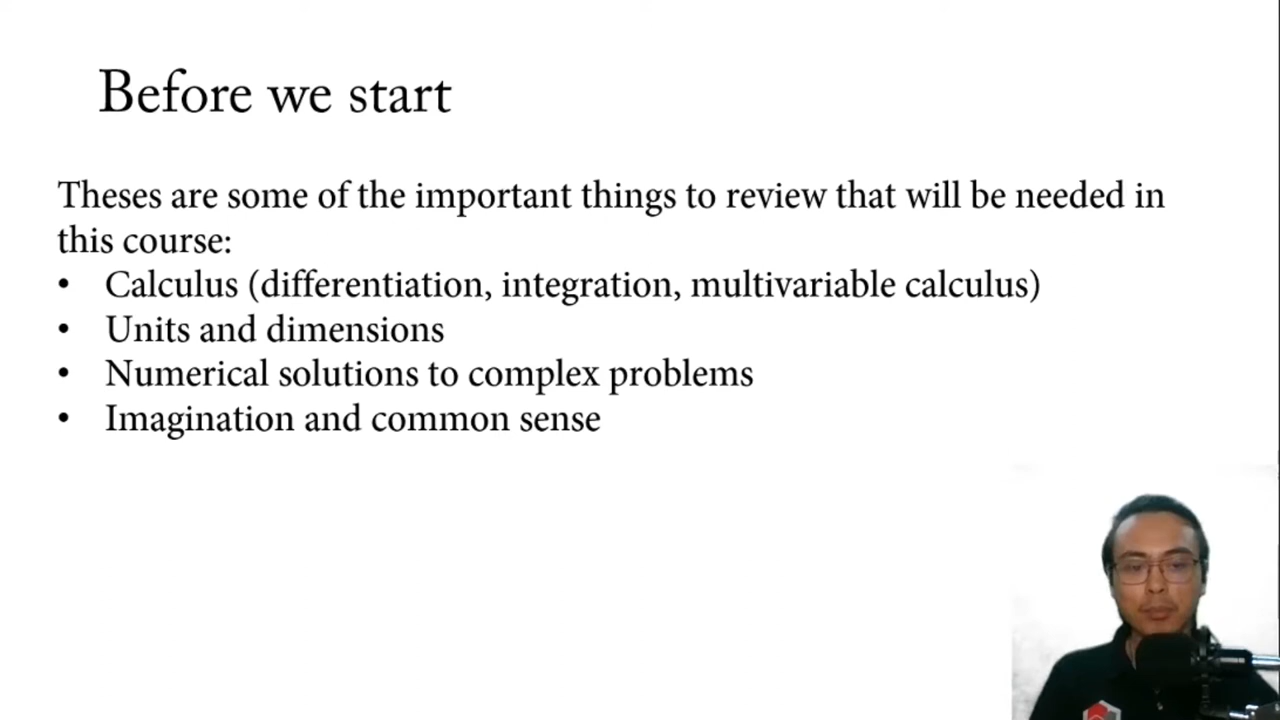 Before we start
Theses are some of the important things to review that will be needed in
this course:
• Calculus (differentiation, integration, multivariable calculus)
• Units and dimensions
• Numerical solutions to complex problems
• Imagination and common sense